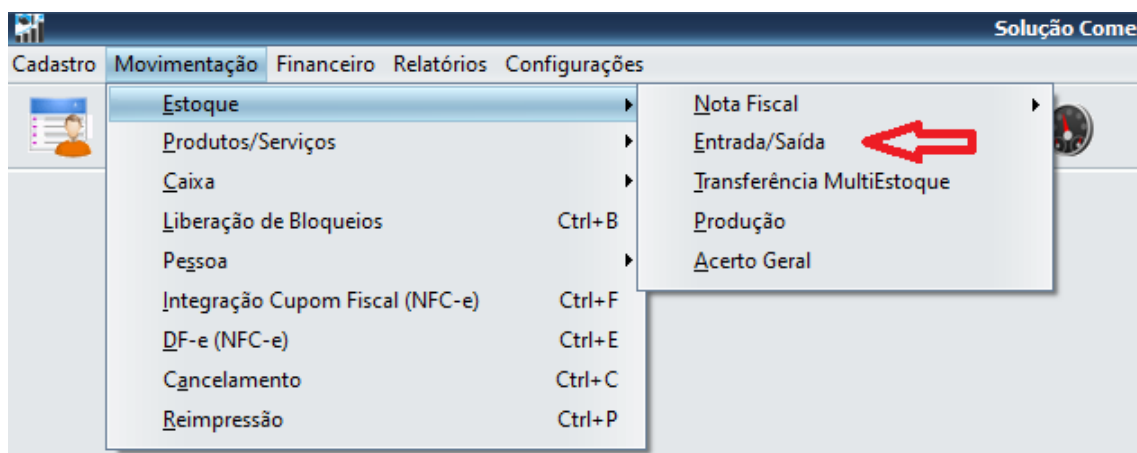 Solução Come
Cadastro Movimentação Financeiro Relatórios Configurações
Estoque
Produtos/Serviços
Caixa
Liberação de Bloqueios Ctrl+B
Pessoa
Integração Cupom Fiscal (NFC-e) Ctrl+F
DF-e (NFC-e) Ctrl+E
Cancelamento Ctrl+C
Reimpressão Ctrl+P
Nota Fiscal
Entrada/Saída
Transferência MultiEstoque
Produção
Acerto Geral